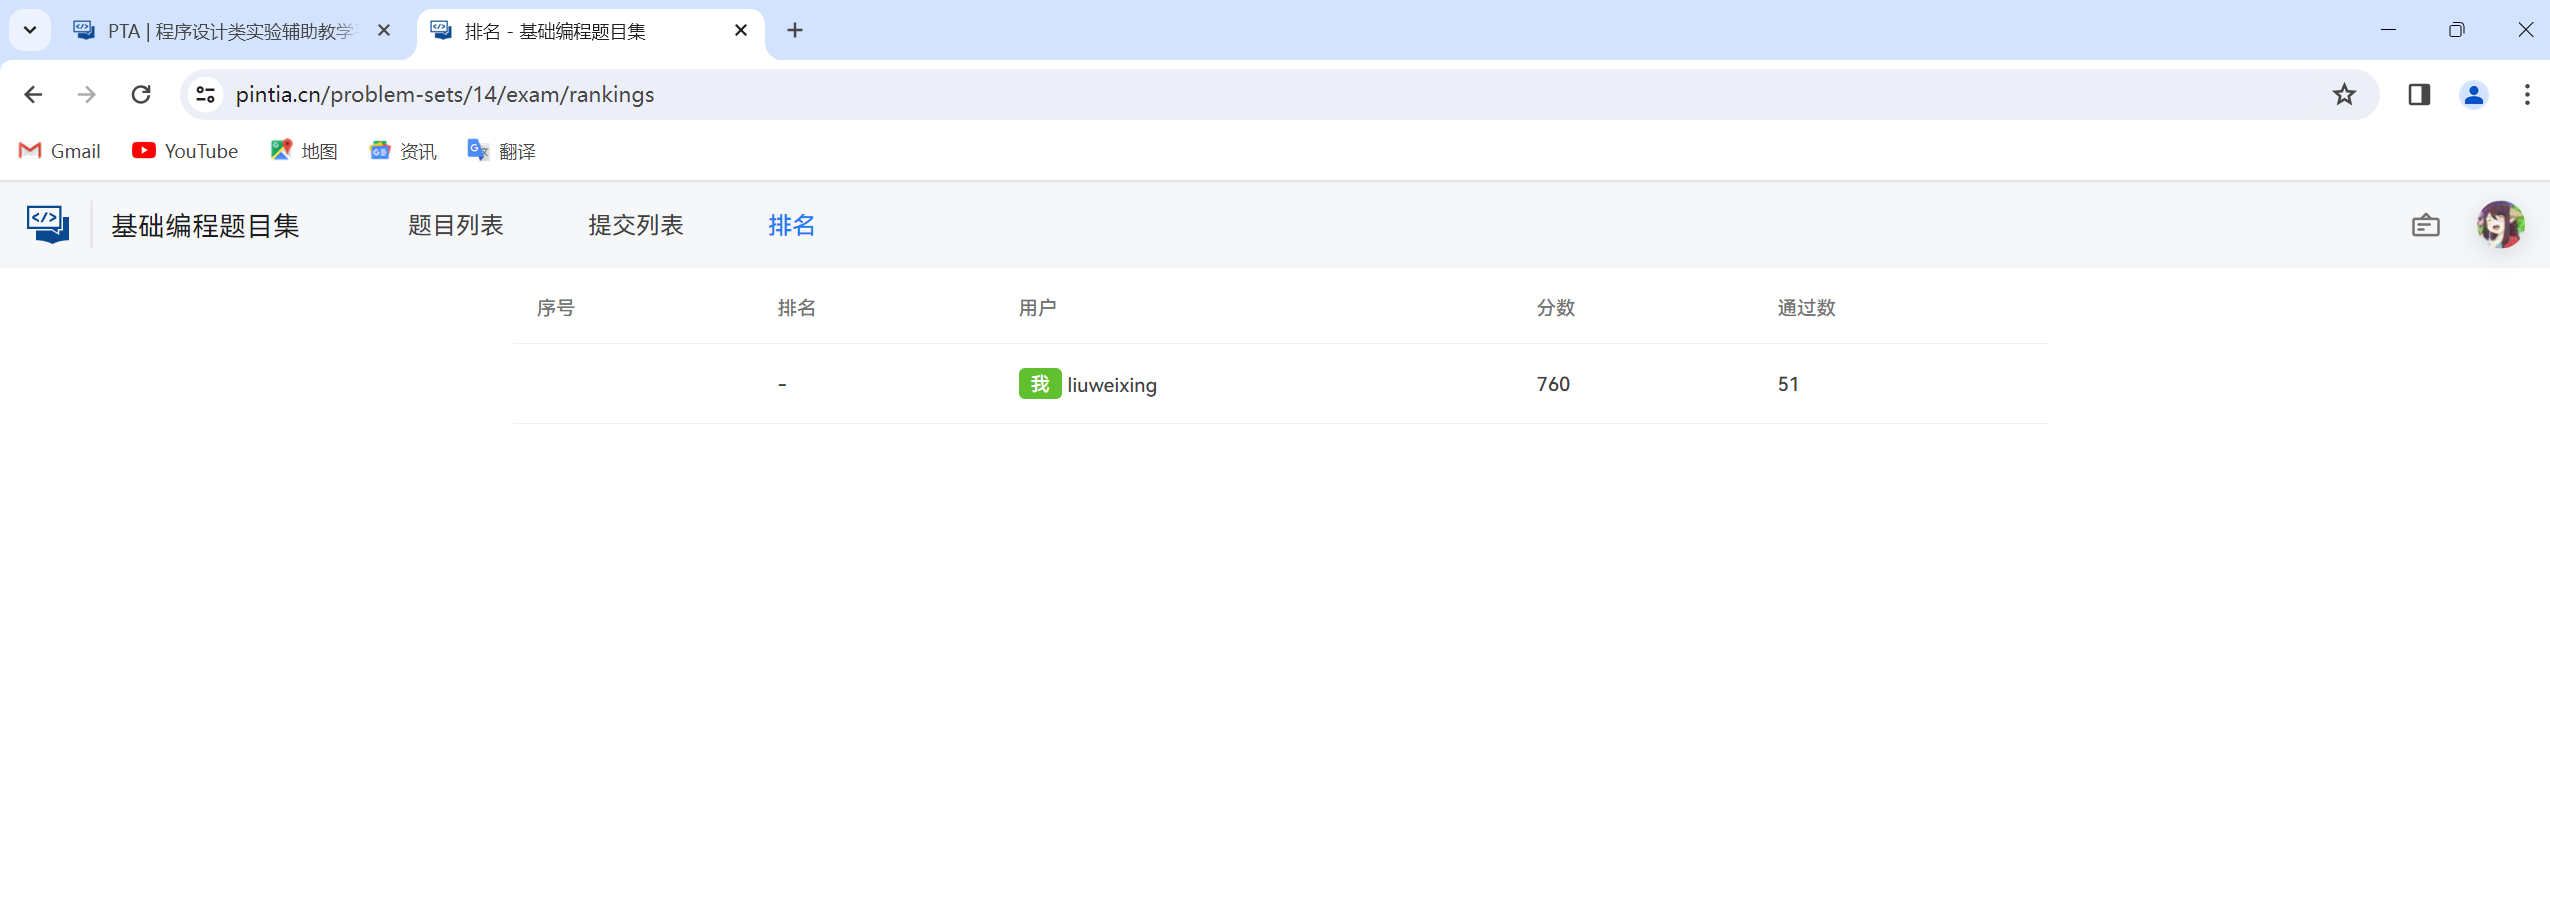 PTA | 程序设计类实验辅助教学
排名 - 基础编程题目集
pintia.cn/problem-sets/14/exam/rankings
Gmail YouTube 地图 资讯 翻译
基础编程题目集 题目列表 提交列表 排名
序号 排名 用户 分数 通过数
- 我 liuweixing 760 51